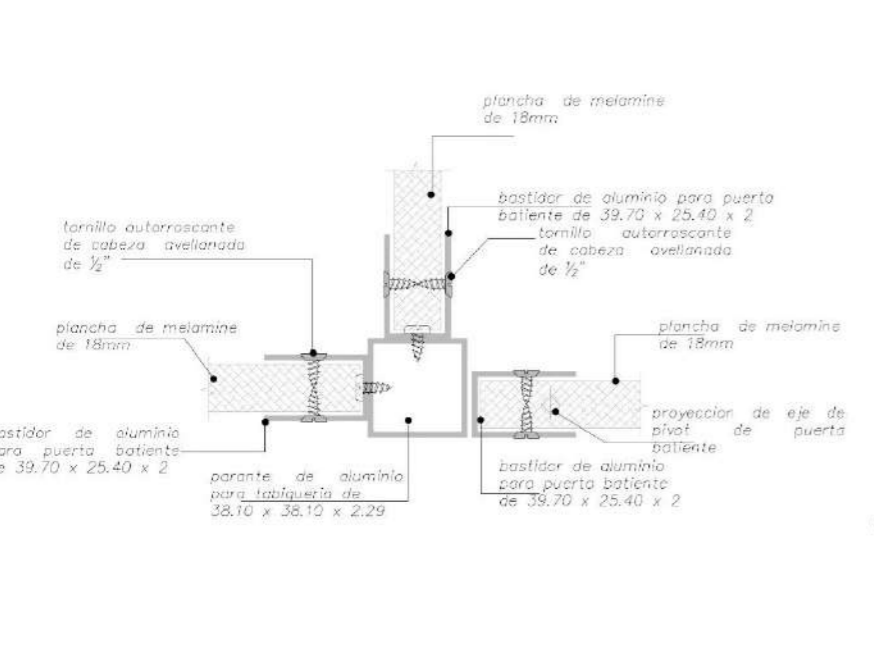 plancha de melamine
de 18mm
bastidor de aluminio para puerta
batiente de 39.70 x 25.40 x 2
tornillo autorroscante
de cabeza avellanada
de ½"
tornillo autorroscante
de cabeza avellanada
de ½"
plancha de melamine
de 18mm
plancha de melamine
de 18mm
astidor de aluminio
ara puerta batiente
e 39.70 x 25.40 x 2
parante de aluminio
para tabiqueria de
38.10 x 38.10 x 2.29
bastidor de aluminio
para puerta batiente
de 39.70 x 25.40 x 2
proyeccion de eje de
pivot de puerta
batiente